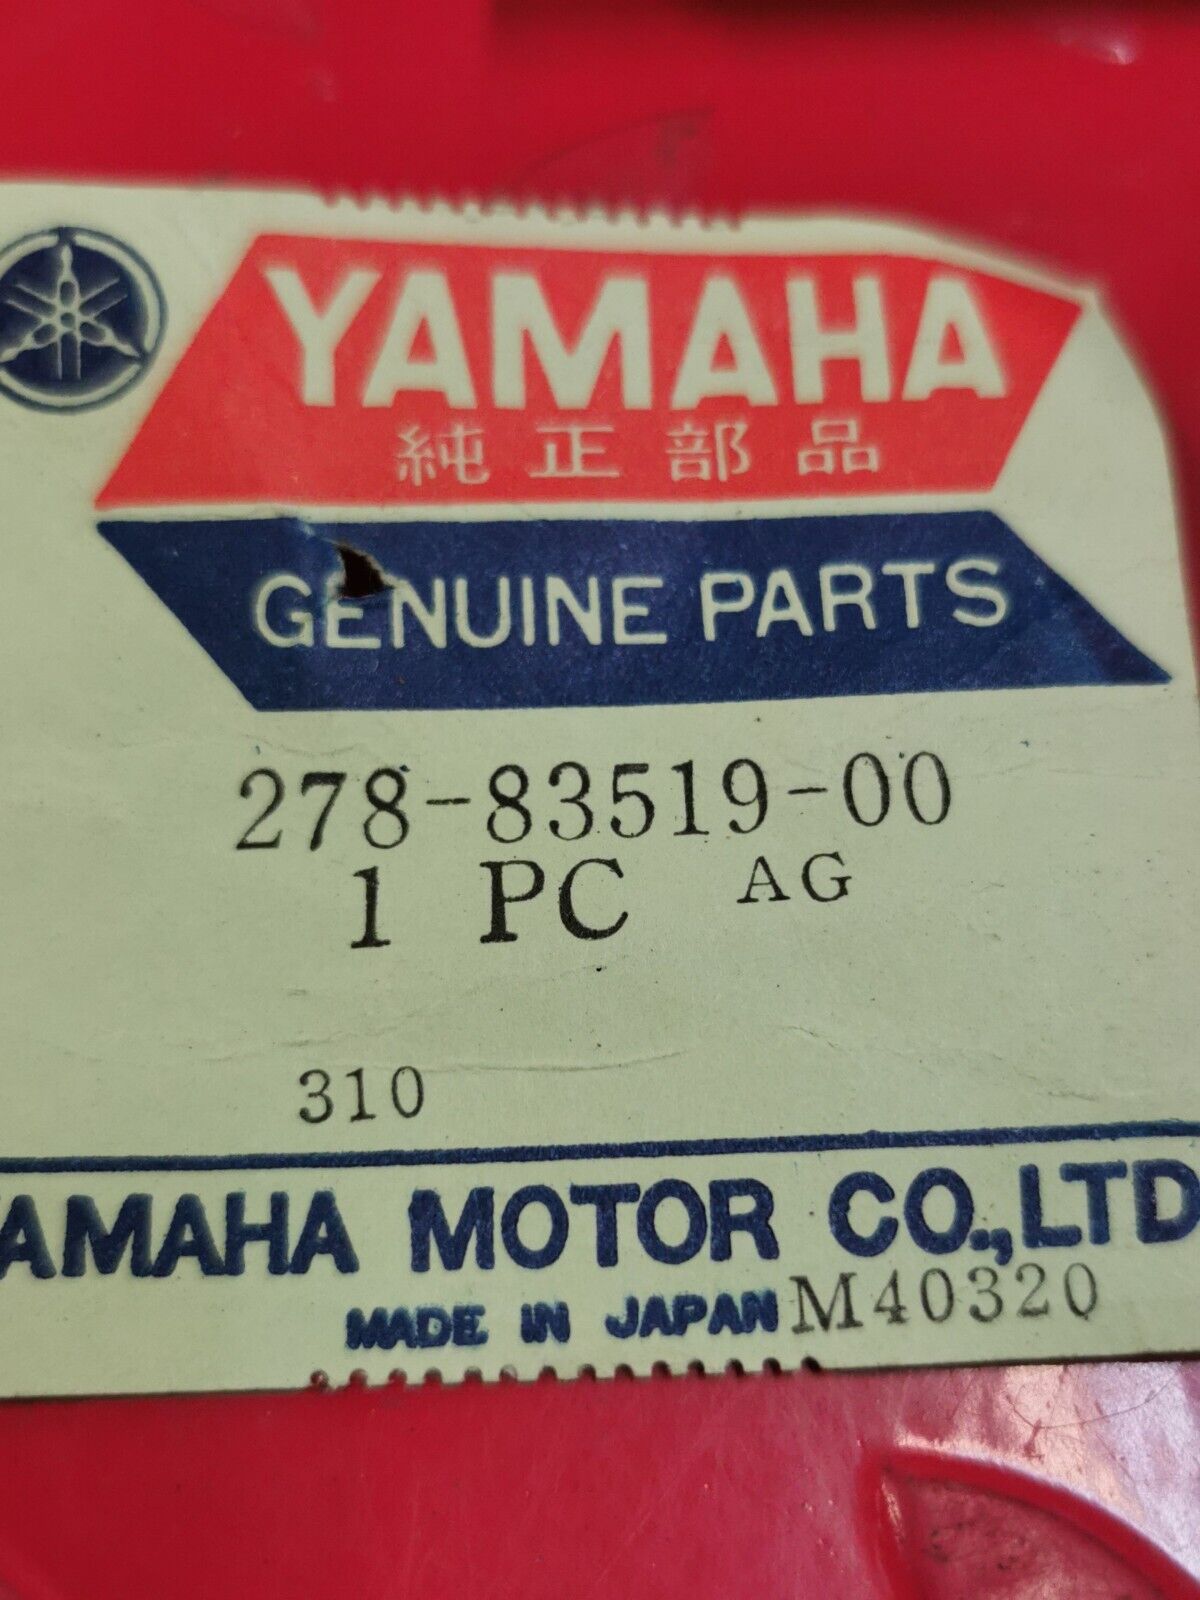 YAMAHA
純正部品
GENUINE PARTS
278-83519-00
1 PC AG
310
YAMAHA MOTOR CO.,LTD
MADE IN JAPAN M40320